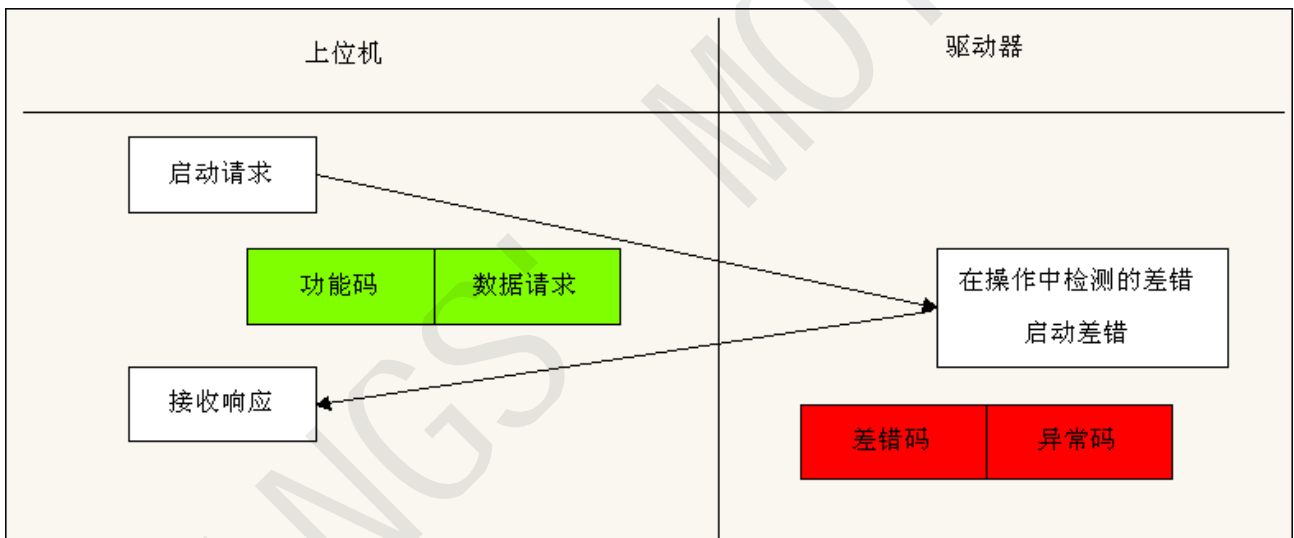 上位机
驱动器
启动请求
功能码
数据请求
在操作中检测的差错
启动差错
接收响应
差错码
异常码
NGS'
MOT